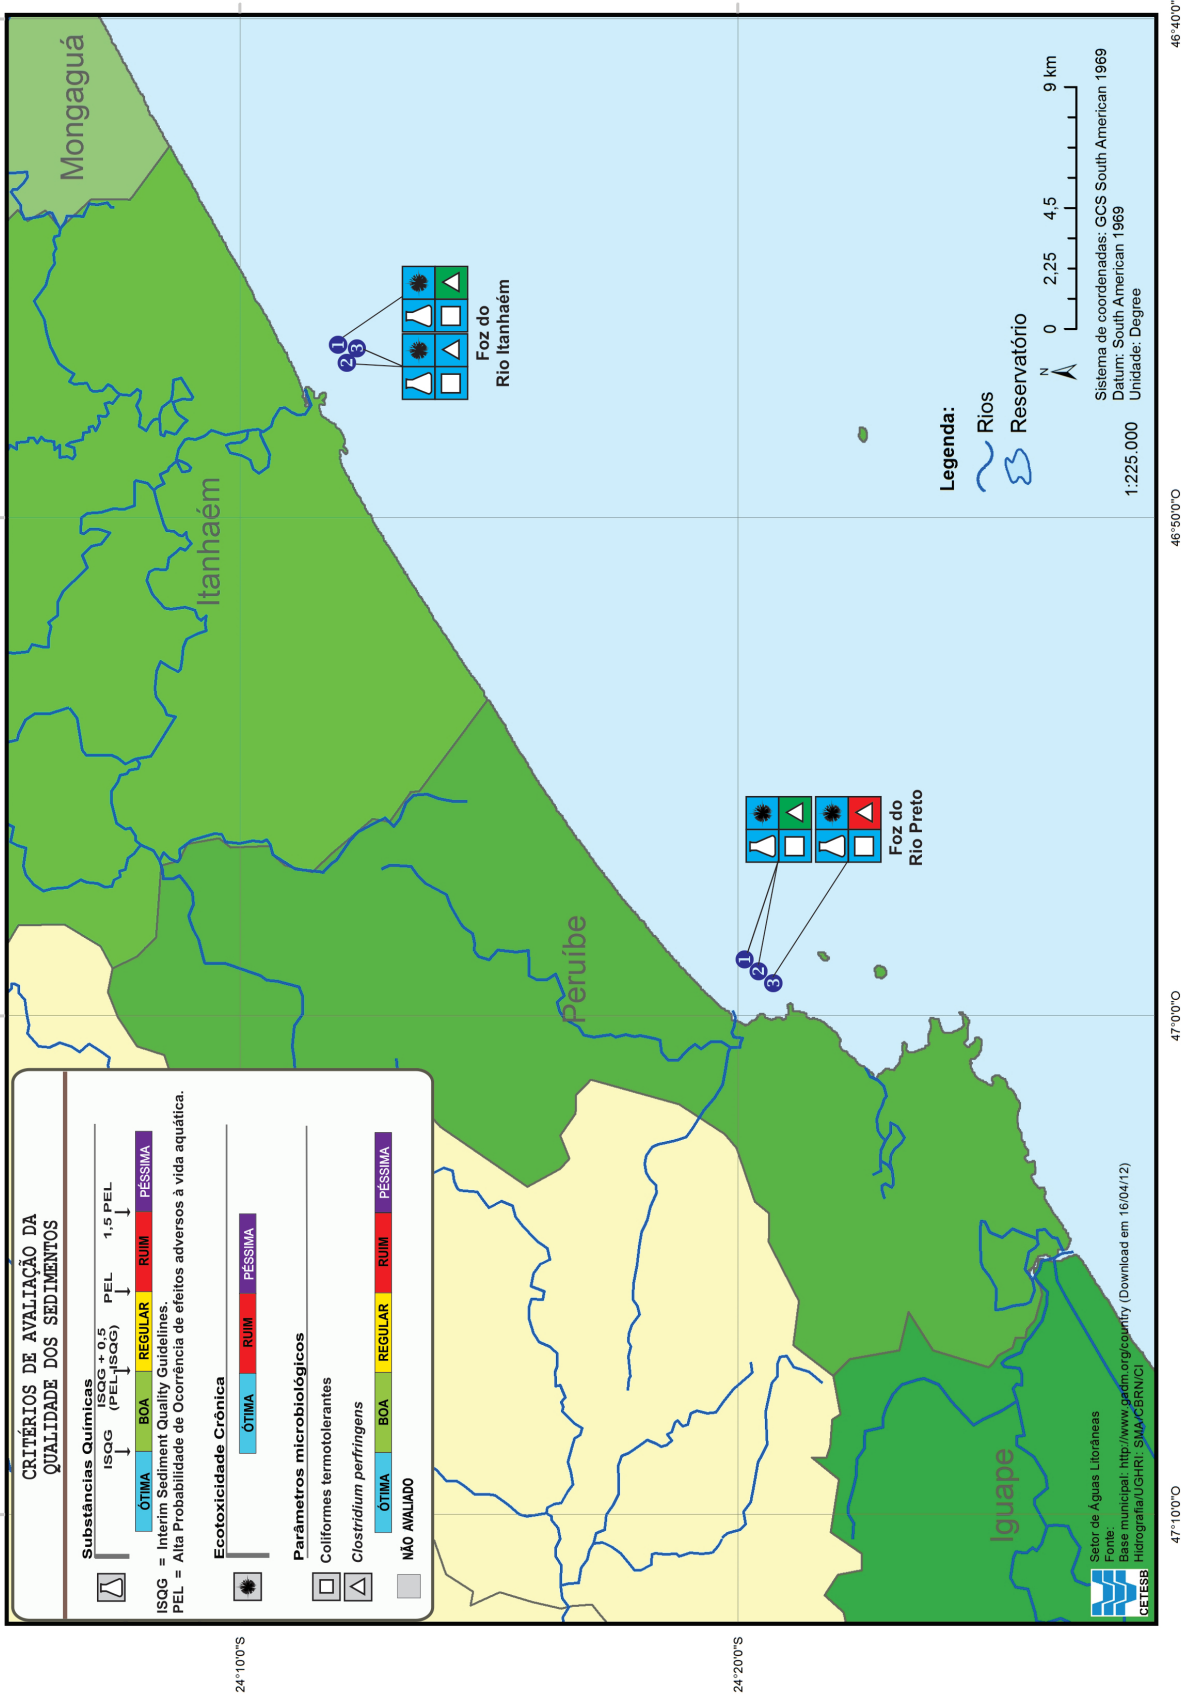 CRITÉRIOS DE AVALIAÇÃO DA
QUALIDADE DOS SEDIMENTOS
Substâncias Químicas
ISQG
ISQG + 0,5
(PEL-ISQG)
PEL
1,5 PEL
ÓTIMA
BOA
REGULAR
RUIM
PÉSSIMA
ISQG = Interim Sediment Quality Guidelines.
PEL = Alta Probabilidade de Ocorrência de efeitos adversos à vida aquática.
Ecotoxicidade Crônica
ÓTIMA
RUIM
PÉSSIMA
Parâmetros microbiológicos
Coliformes termotolerantes
Clostridium perfringens
ÓTIMA
BOA
REGULAR
RUIM
PÉSSIMA
NÃO AVALIADO
Mongaguá
Itanhaém
Peruíbe
Iguape
1
2
3
Foz do
Rio Itanhaém
1
2
3
Foz do
Rio Preto
Legenda:
Rios
Reservatório
N
0
2,25
4,5
9 km
1:225.000
Sistema de coordenadas: GCS South American 1969
Datum: South American 1969
Unidade: Degree
Setor de Águas Litorâneas
Fonte:
Base municipal: http://www.gadm.org/country (Download em 16/04/12)
Hidrografia/UGHRI: SMA/CBRN/CI
CETESB
47°10'0"O
47°0'0"O
46°50'0"O
46°40'0"O
24°10'0"S
24°20'0"S